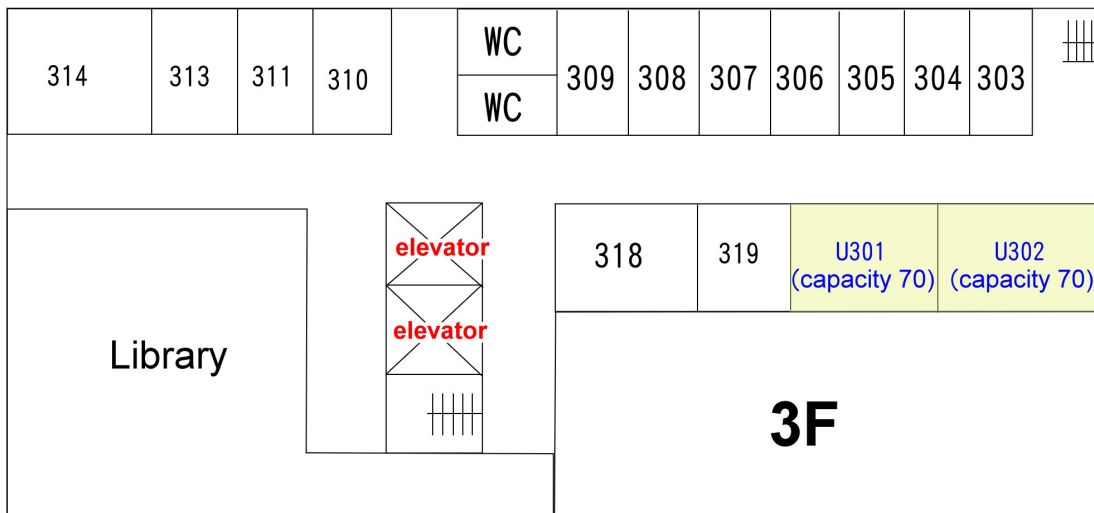 314
313
311
310
WC
WC
309
308
307
306
305
304
303
elevator
elevator
318
319
U301
(capacity 70)
U302
(capacity 70)
Library
3F